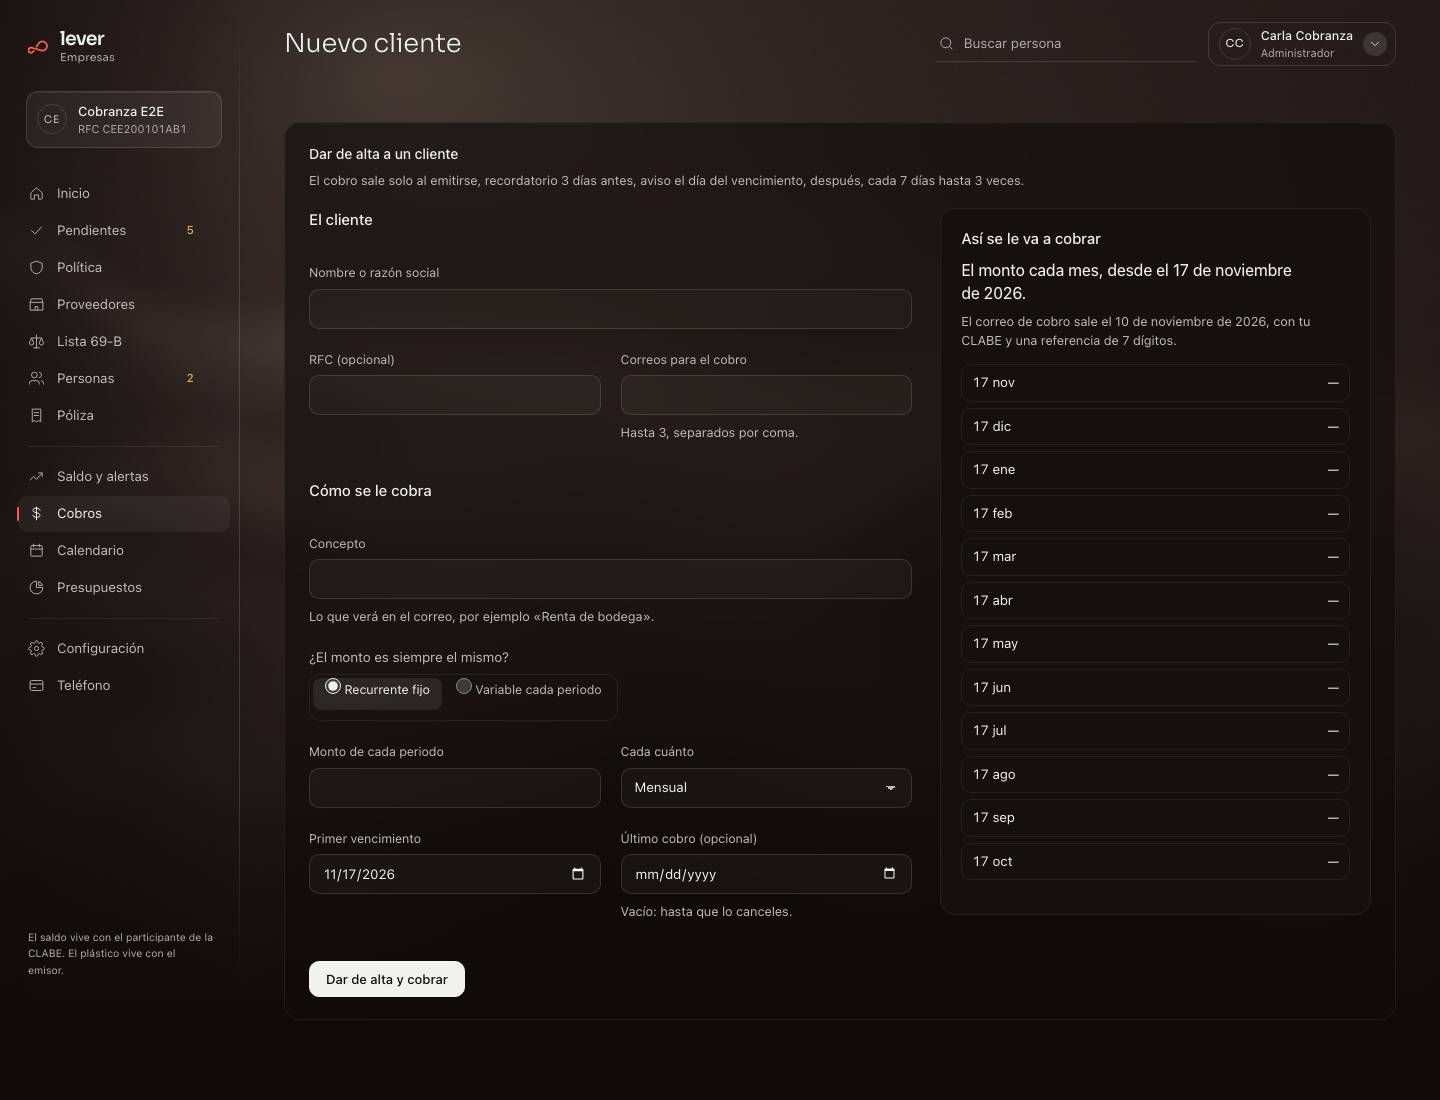 lever
Empresas
Nuevo cliente
Buscar persona
CC
Carla Cobranza
Administrador
CE
Cobranza E2E
RFC CEE200101AB1
Inicio
Pendientes 5
Política
Proveedores
Lista 69-B
Personas 2
Póliza
Saldo y alertas
Cobros
Calendario
Presupuestos
Configuración
Teléfono
El saldo vive con el participante de la
CLABE. El plástico vive con el
emisor.
Dar de alta a un cliente
El cobro sale solo al emitirse, recordatorio 3 días antes, aviso el día del vencimiento, después, cada 7 días hasta 3 veces.
El cliente
Nombre o razón social
RFC (opcional)
Correos para el cobro
Hasta 3, separados por coma.
Cómo se le cobra
Concepto
Lo que verá en el correo, por ejemplo «Renta de bodega».
¿El monto es siempre el mismo?
Recurrente fijo
Variable cada periodo
Monto de cada periodo
Cada cuánto
Mensual
Primer vencimiento
Último cobro (opcional)
11/17/2026
mm/dd/yyyy
Vacío: hasta que lo canceles.
Dar de alta y cobrar
Así se le va a cobrar
El monto cada mes, desde el 17 de noviembre
de 2026.
El correo de cobro sale el 10 de noviembre de 2026, con tu
CLABE y una referencia de 7 dígitos.
17 nov —
17 dic —
17 ene —
17 feb —
17 mar —
17 abr —
17 may —
17 jun —
17 jul —
17 ago —
17 sep —
17 oct —